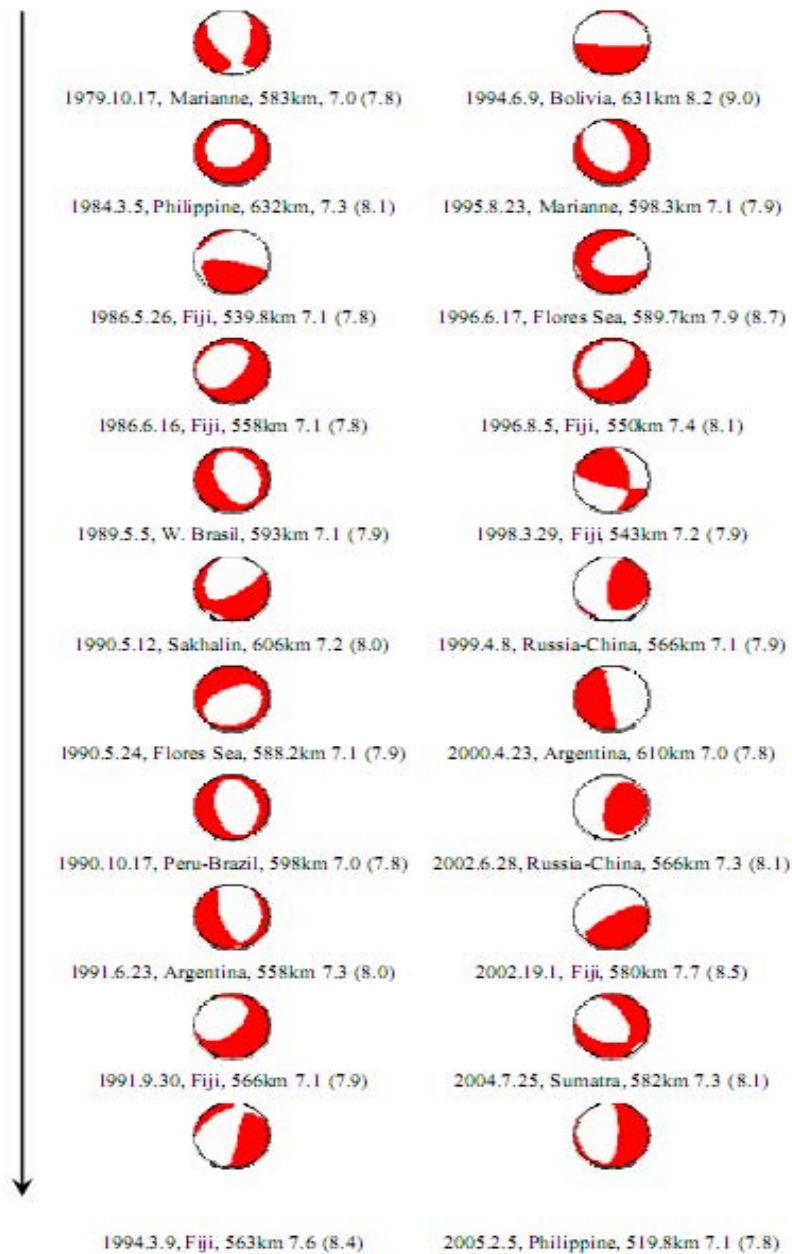 1979.10.17, Marianne, 583km, 7.0 (7.8)
1984.3.5, Philippine, 632km, 7.3 (8.1)
1986.5.26, Fiji, 539.8km 7.1 (7.8)
1986.6.16, Fiji, 558km 7.1 (7.8)
1989.5.5, W. Brasil, 593km 7.1 (7.9)
1990.5.12, Sakhalin, 606km 7.2 (8.0)
1990.5.24, Flores Sea, 588.2km 7.1 (7.9)
1990.10.17, Peru-Brazil, 598km 7.0 (7.8)
1991.6.23, Argentina, 558km 7.3 (8.0)
1991.9.30, Fiji, 566km 7.1 (7.9)
1994.3.9, Fiji, 563km 7.6 (8.4)
1994.6.9, Bolivia, 631km 8.2 (9.0)
1995.8.23, Marianne, 598.3km 7.1 (7.9)
1996.6.17, Flores Sea, 589.7km 7.9 (8.7)
1996.8.5, Fiji, 550km 7.4 (8.1)
1998.3.29, Fiji, 543km 7.2 (7.9)
1999.4.8, Russia-China, 566km 7.1 (7.9)
2000.4.23, Argentina, 610km 7.0 (7.8)
2002.6.28, Russia-China, 566km 7.3 (8.1)
2002.19.1, Fiji, 580km 7.7 (8.5)
2004.7.25, Sumatra, 582km 7.3 (8.1)
2005.2.5, Philippine, 519.8km 7.1 (7.8)